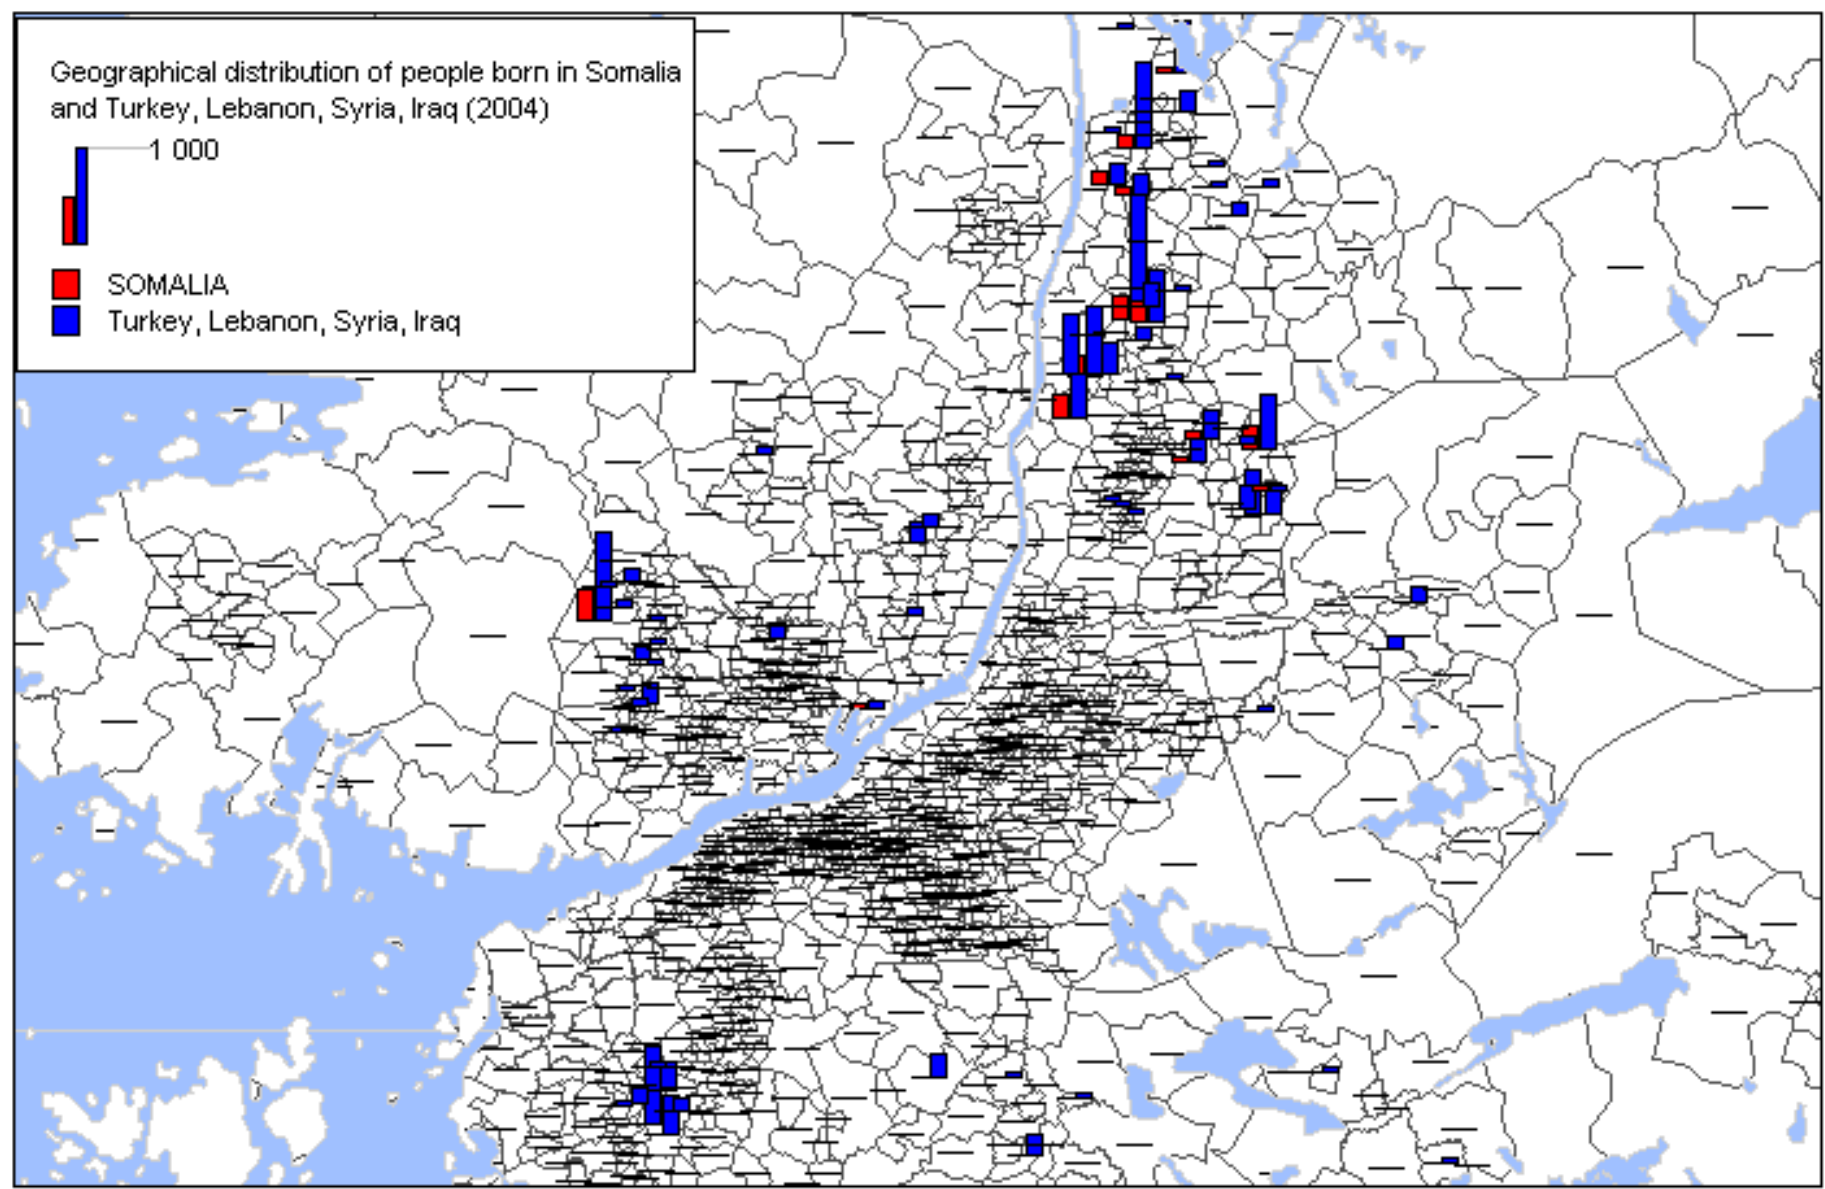 Geographical distribution of people born in Somalia
and Turkey, Lebanon, Syria, Iraq (2004)
1 000
SOMALIA
Turkey, Lebanon, Syria, Iraq